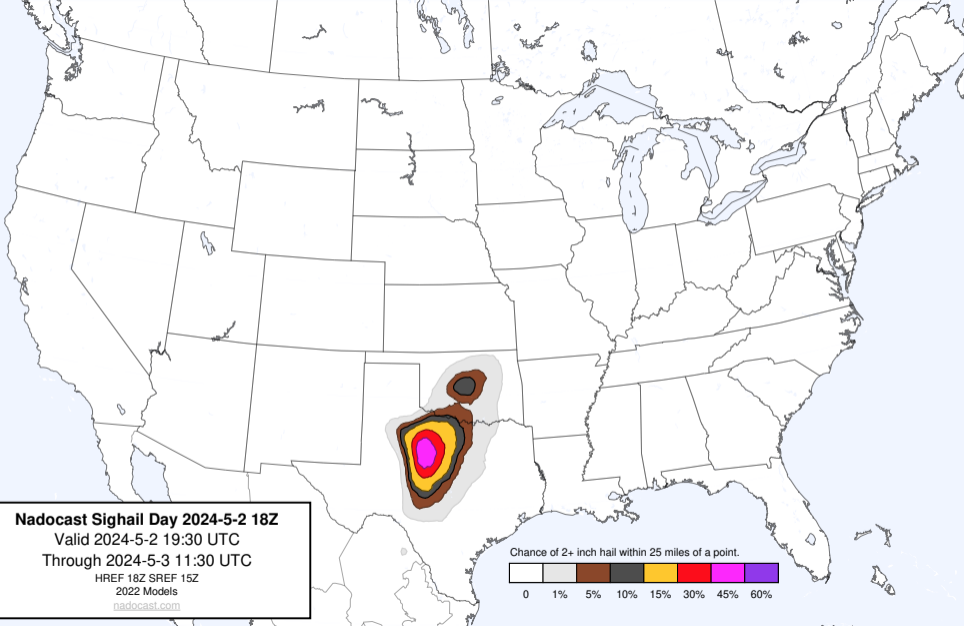 Nadocast Sighail Day 2024-5-2 18Z
Valid 2024-5-2 19:30 UTC
Through 2024-5-3 11:30 UTC
HREF 18Z SREF 15Z
2022 Models
nadocast.com
Chance of 2+ inch hail within 25 miles of a point.
0 1% 5% 10% 15% 30% 45% 60%